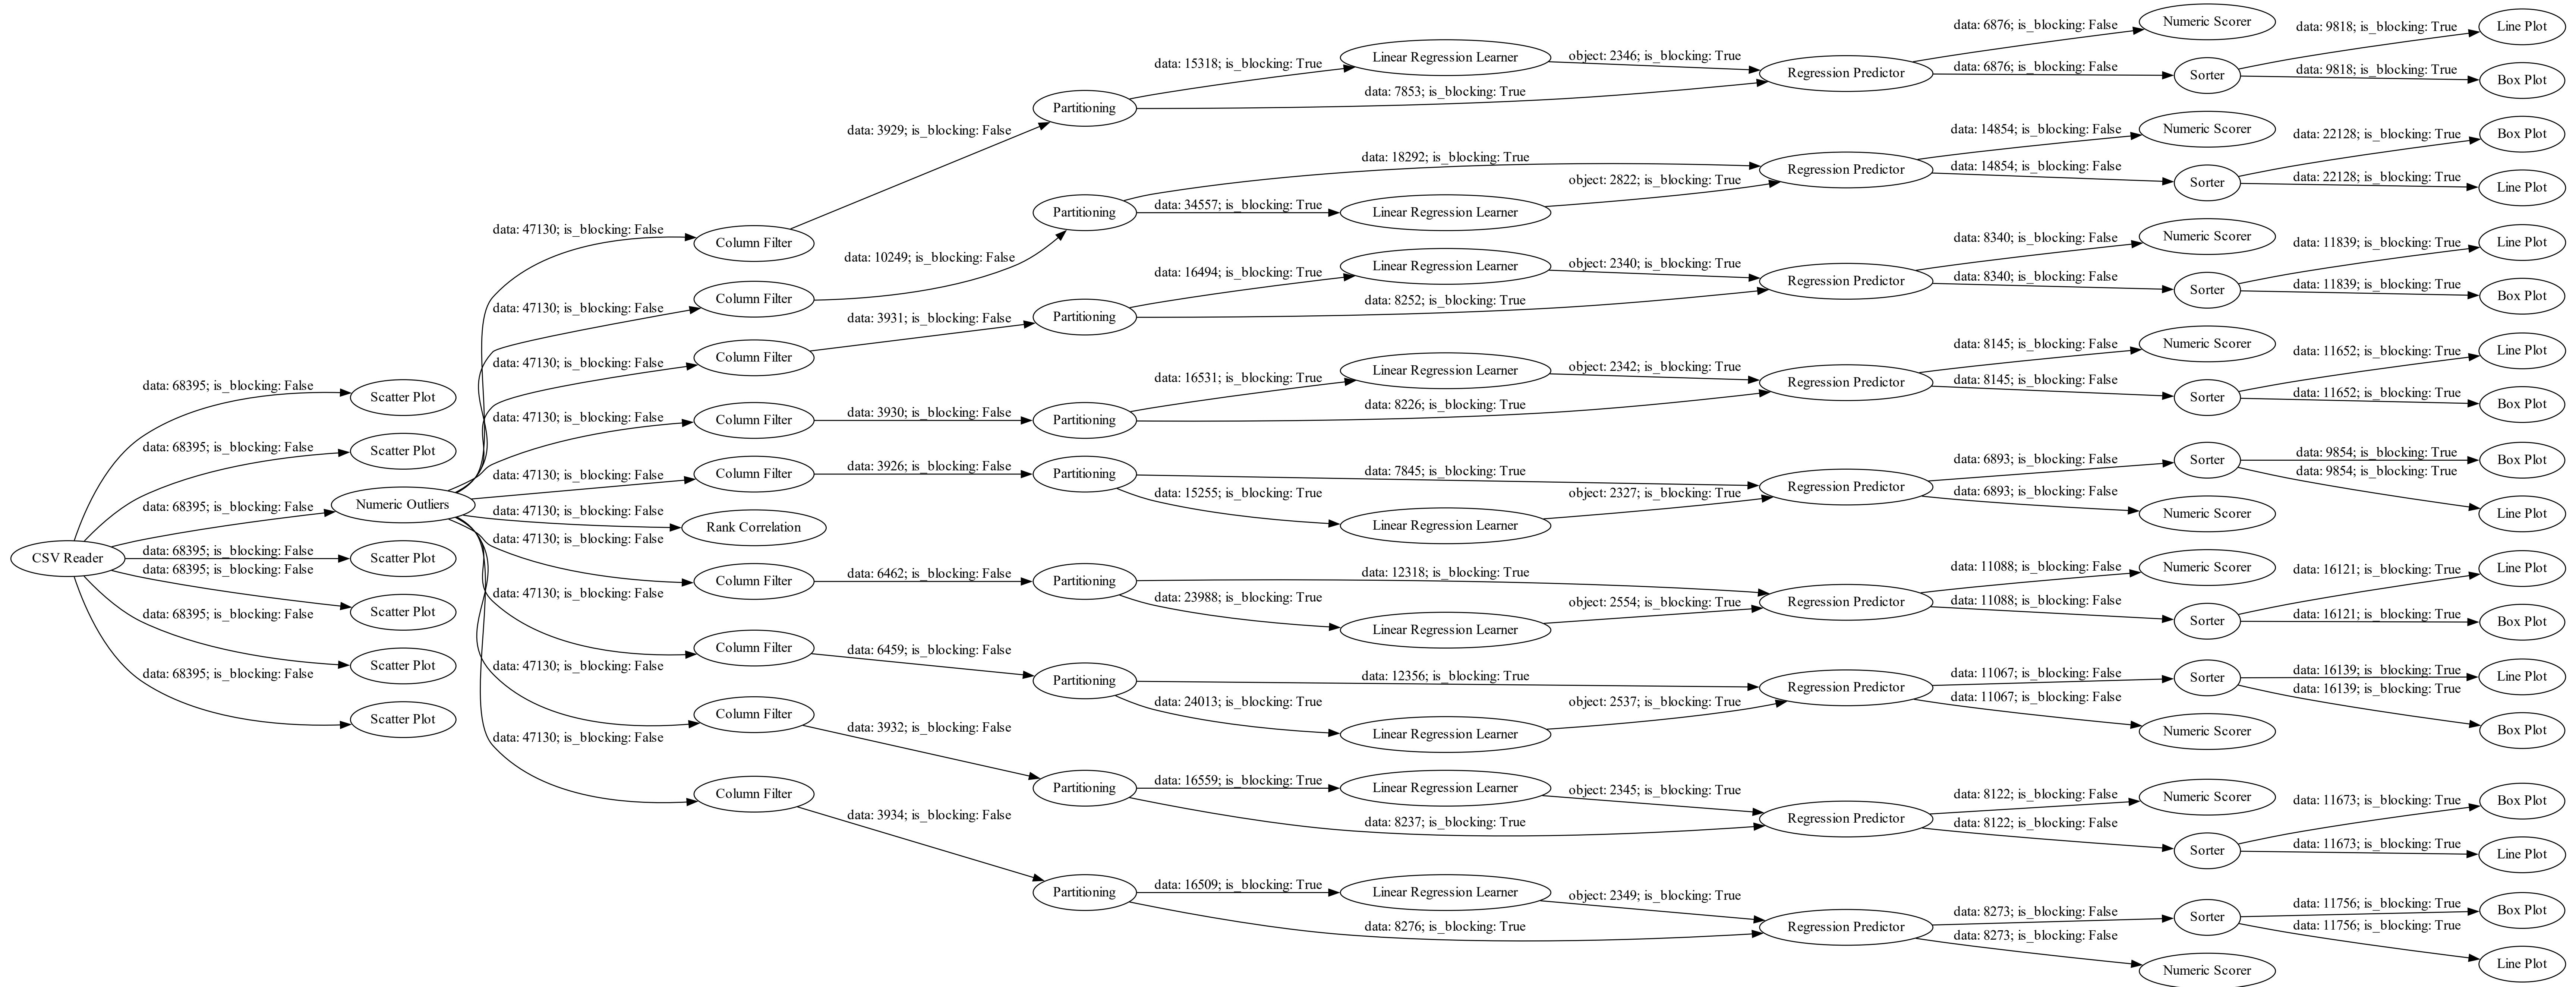 data: 6876; is_blocking: False
Numeric Scorer
data: 9818; is_blocking: True
Line Plot
data: 15318; is_blocking: True
Linear Regression Learner
object: 2346; is_blocking: True
Regression Predictor
data: 6876; is_blocking: False
Sorter
data: 9818; is_blocking: True
Box Plot
Partitioning
data: 7853; is_blocking: True
data: 3929; is_blocking: False
data: 14854; is_blocking: False
Numeric Scorer
data: 22128; is_blocking: True
Box Plot
data: 18292; is_blocking: True
Regression Predictor
data: 14854; is_blocking: False
Sorter
data: 22128; is_blocking: True
Line Plot
Partitioning
data: 34557; is_blocking: True
Linear Regression Learner
object: 2822; is_blocking: True
data: 47130; is_blocking: False
Column Filter
data: 10249; is_blocking: False
data: 8340; is_blocking: False
Numeric Scorer
data: 11839; is_blocking: True
Line Plot
data: 16494; is_blocking: True
Linear Regression Learner
object: 2340; is_blocking: True
Regression Predictor
data: 8340; is_blocking: False
Sorter
data: 11839; is_blocking: True
Box Plot
data: 47130; is_blocking: False
Column Filter
data: 3931; is_blocking: False
Partitioning
data: 8252; is_blocking: True
data: 47130; is_blocking: False
Column Filter
data: 8145; is_blocking: False
Numeric Scorer
data: 11652; is_blocking: True
Line Plot
data: 16531; is_blocking: True
Linear Regression Learner
object: 2342; is_blocking: True
Regression Predictor
data: 8145; is_blocking: False
Sorter
data: 11652; is_blocking: True
Box Plot
data: 68395; is_blocking: False
Scatter Plot
data: 47130; is_blocking: False
Column Filter
data: 3930; is_blocking: False
Partitioning
data: 8226; is_blocking: True
data: 68395; is_blocking: False
Scatter Plot
data: 47130; is_blocking: False
Column Filter
data: 3926; is_blocking: False
Partitioning
data: 7845; is_blocking: True
Regression Predictor
data: 6893; is_blocking: False
Sorter
data: 9854; is_blocking: True
Box Plot
data: 9854; is_blocking: True
data: 15255; is_blocking: True
object: 2327; is_blocking: True
data: 6893; is_blocking: False
data: 68395; is_blocking: False
Numeric Outliers
data: 47130; is_blocking: False
Rank Correlation
Linear Regression Learner
Numeric Scorer
Line Plot
CSV Reader
data: 68395; is_blocking: False
Scatter Plot
data: 47130; is_blocking: False
Column Filter
data: 6462; is_blocking: False
Partitioning
data: 12318; is_blocking: True
data: 11088; is_blocking: False
Numeric Scorer
data: 16121; is_blocking: True
Line Plot
data: 68395; is_blocking: False
Scatter Plot
data: 47130; is_blocking: False
data: 23988; is_blocking: True
Linear Regression Learner
object: 2554; is_blocking: True
Regression Predictor
data: 11088; is_blocking: False
Sorter
data: 16121; is_blocking: True
Box Plot
data: 68395; is_blocking: False
Scatter Plot
Column Filter
data: 6459; is_blocking: False
Partitioning
data: 12356; is_blocking: True
Regression Predictor
data: 11067; is_blocking: False
Sorter
data: 16139; is_blocking: True
Line Plot
data: 16139; is_blocking: True
data: 24013; is_blocking: True
Linear Regression Learner
object: 2537; is_blocking: True
data: 11067; is_blocking: False
Numeric Scorer
Box Plot
data: 68395; is_blocking: False
Scatter Plot
data: 47130; is_blocking: False
Column Filter
data: 3932; is_blocking: False
Partitioning
data: 16559; is_blocking: True
Linear Regression Learner
object: 2345; is_blocking: True
data: 8122; is_blocking: False
Numeric Scorer
data: 11673; is_blocking: True
Box Plot
data: 8237; is_blocking: True
Regression Predictor
data: 8122; is_blocking: False
Sorter
data: 11673; is_blocking: True
Line Plot
data: 47130; is_blocking: False
Column Filter
data: 3934; is_blocking: False
Partitioning
data: 16509; is_blocking: True
Linear Regression Learner
object: 2349; is_blocking: True
data: 8276; is_blocking: True
Regression Predictor
data: 8273; is_blocking: False
Sorter
data: 11756; is_blocking: True
Box Plot
data: 11756; is_blocking: True
data: 8273; is_blocking: False
Numeric Scorer
Line Plot